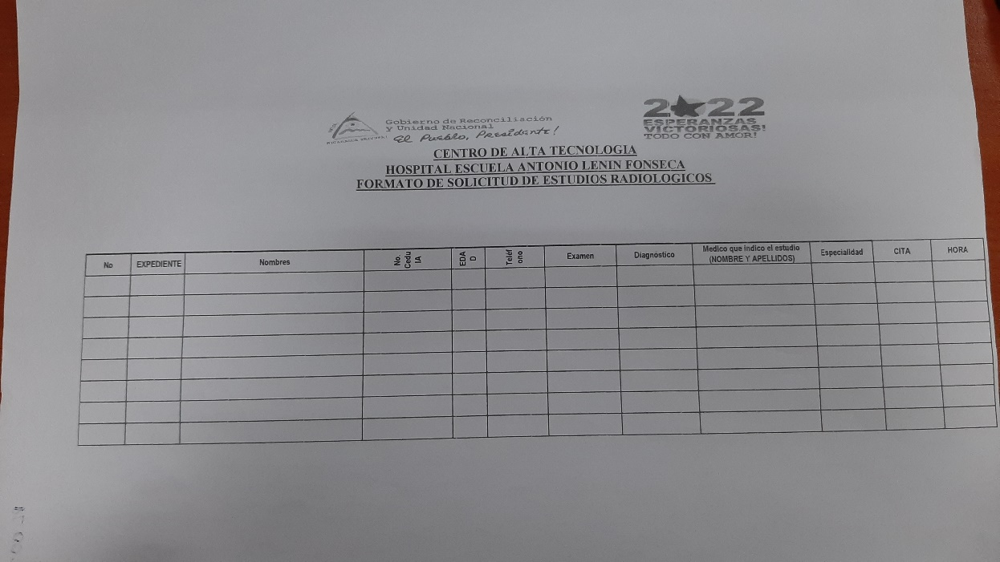 Gobierno de Reconciliación
y Unidad Nacional
El Pueblo, Presidente!
2022
ESPERANZAS
VICTORIOSAS!
TODO CON AMOR!
CENTRO DE ALTA TECNOLOGIA
HOSPITAL ESCUELA ANTONIO LENIN FONSECA
FORMATO DE SOLICITUD DE ESTUDIOS RADIOLOGICOS
No EXPEDIENTE Nombres No. Cedu lA EDA D Telef ono Examen Diagnóstico Medico que indico el estudio (NOMBRE Y APELLIDOS) Especialidad CITA HORA